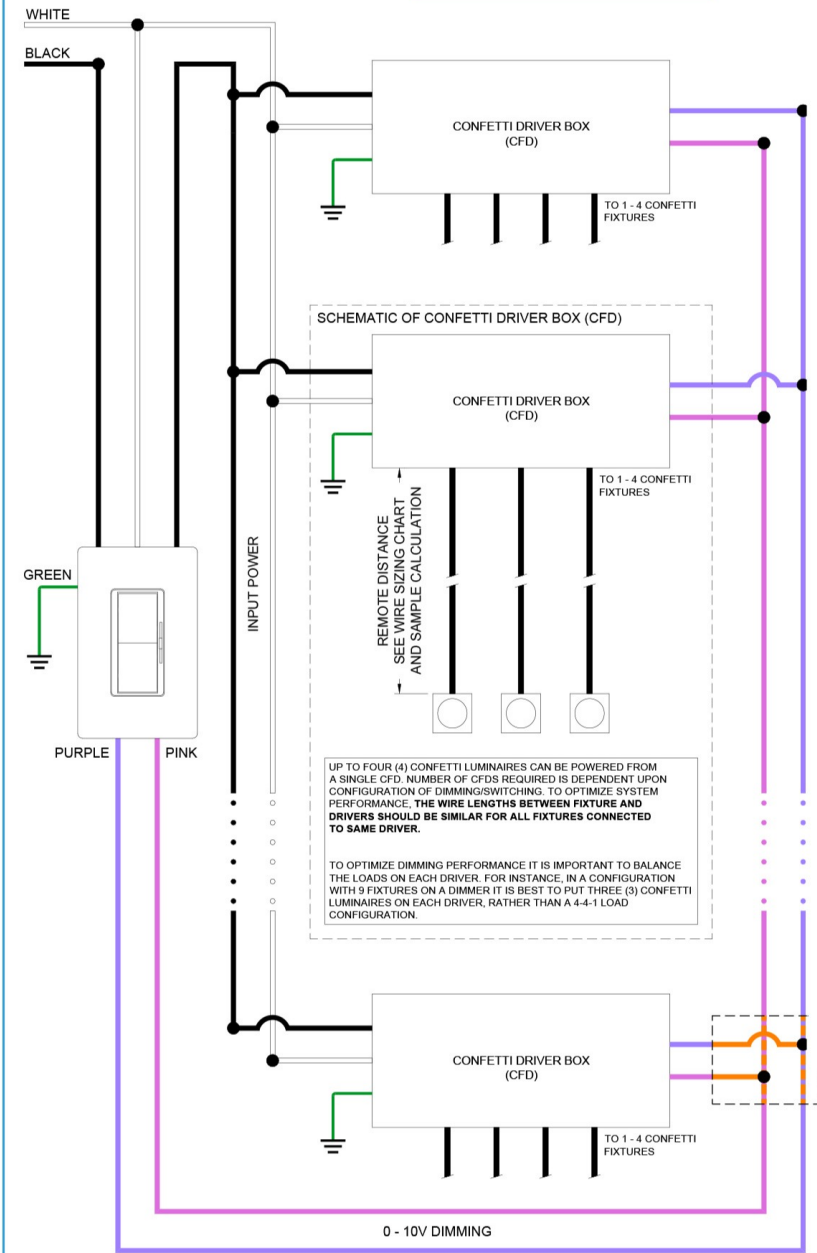 WHITE
BLACK
CONFETTI DRIVER BOX
(CFD)
TO 1 - 4 CONFETTI
FIXTURES
SCHEMATIC OF CONFETTI DRIVER BOX (CFD)
CONFETTI DRIVER BOX
(CFD)
TO 1 - 4 CONFETTI
FIXTURES
REMOTE DISTANCE
SEE WIRE SIZING CHART
AND SAMPLE CALCULATION
INPUT POWER
GREEN
PURPLE
PINK
UP TO FOUR (4) CONFETTI LUMINAIRES CAN BE POWERED FROM
A SINGLE CFD. NUMBER OF CFDS REQUIRED IS DEPENDENT UPON
CONFIGURATION OF DIMMING/SWITCHING. TO OPTIMIZE SYSTEM
PERFORMANCE, THE WIRE LENGTHS BETWEEN FIXTURE AND
DRIVERS SHOULD BE SIMILAR FOR ALL FIXTURES CONNECTED
TO SAME DRIVER.
TO OPTIMIZE DIMMING PERFORMANCE IT IS IMPORTANT TO BALANCE
THE LOADS ON EACH DRIVER. FOR INSTANCE, IN A CONFIGURATION
WITH 9 FIXTURES ON A DIMMER IT IS BEST TO PUT THREE (3) CONFETTI
LUMINAIRES ON EACH DRIVER, RATHER THAN A 4-4-1 LOAD
CONFIGURATION.
CONFETTI DRIVER BOX
(CFD)
TO 1 - 4 CONFETTI
FIXTURES
0 - 10V DIMMING